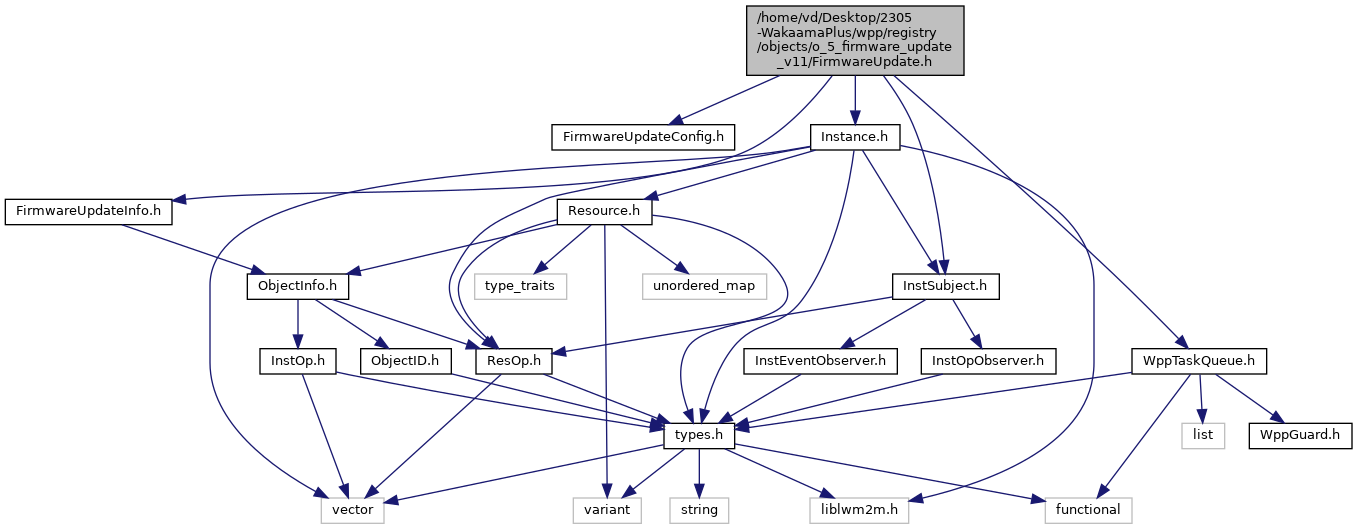 /home/vd/Desktop/2305
-WakaamaPlus/wpp/registry
/objects/o_5_firmware_update
_v11/FirmwareUpdate.h
FirmwareUpdateConfig.h
Instance.h
FirmwareUpdateInfo.h
Resource.h
ObjectInfo.h
type_traits
unordered_map
InstSubject.h
InstOp.h
ObjectID.h
ResOp.h
InstEventObserver.h
InstOpObserver.h
WppTaskQueue.h
types.h
list
WppGuard.h
vector
variant
string
liblwm2m.h
functional